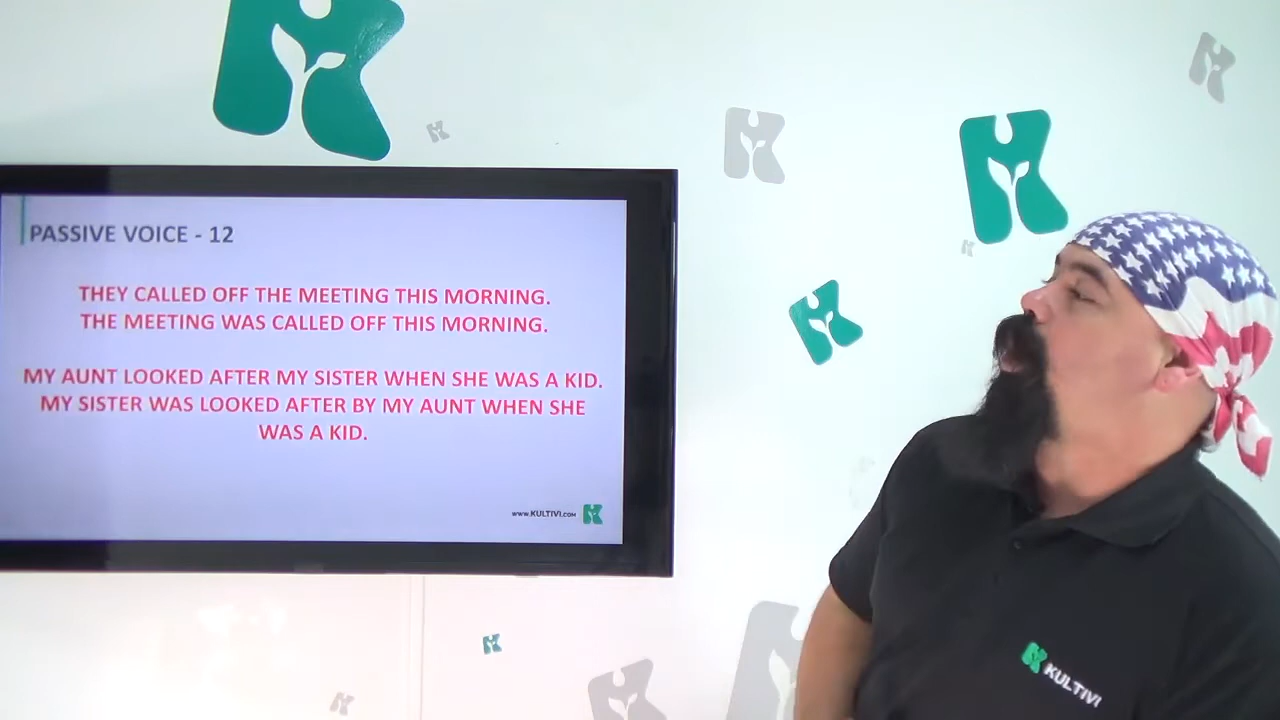 PASSIVE VOICE - 12
THEY CALLED OFF THE MEETING THIS MORNING.
THE MEETING WAS CALLED OFF THIS MORNING.
MY AUNT LOOKED AFTER MY SISTER WHEN SHE WAS A KID.
MY SISTER WAS LOOKED AFTER BY MY AUNT WHEN SHE
WAS A KID.
WWW.KULTIVI.COM
KULTIVI